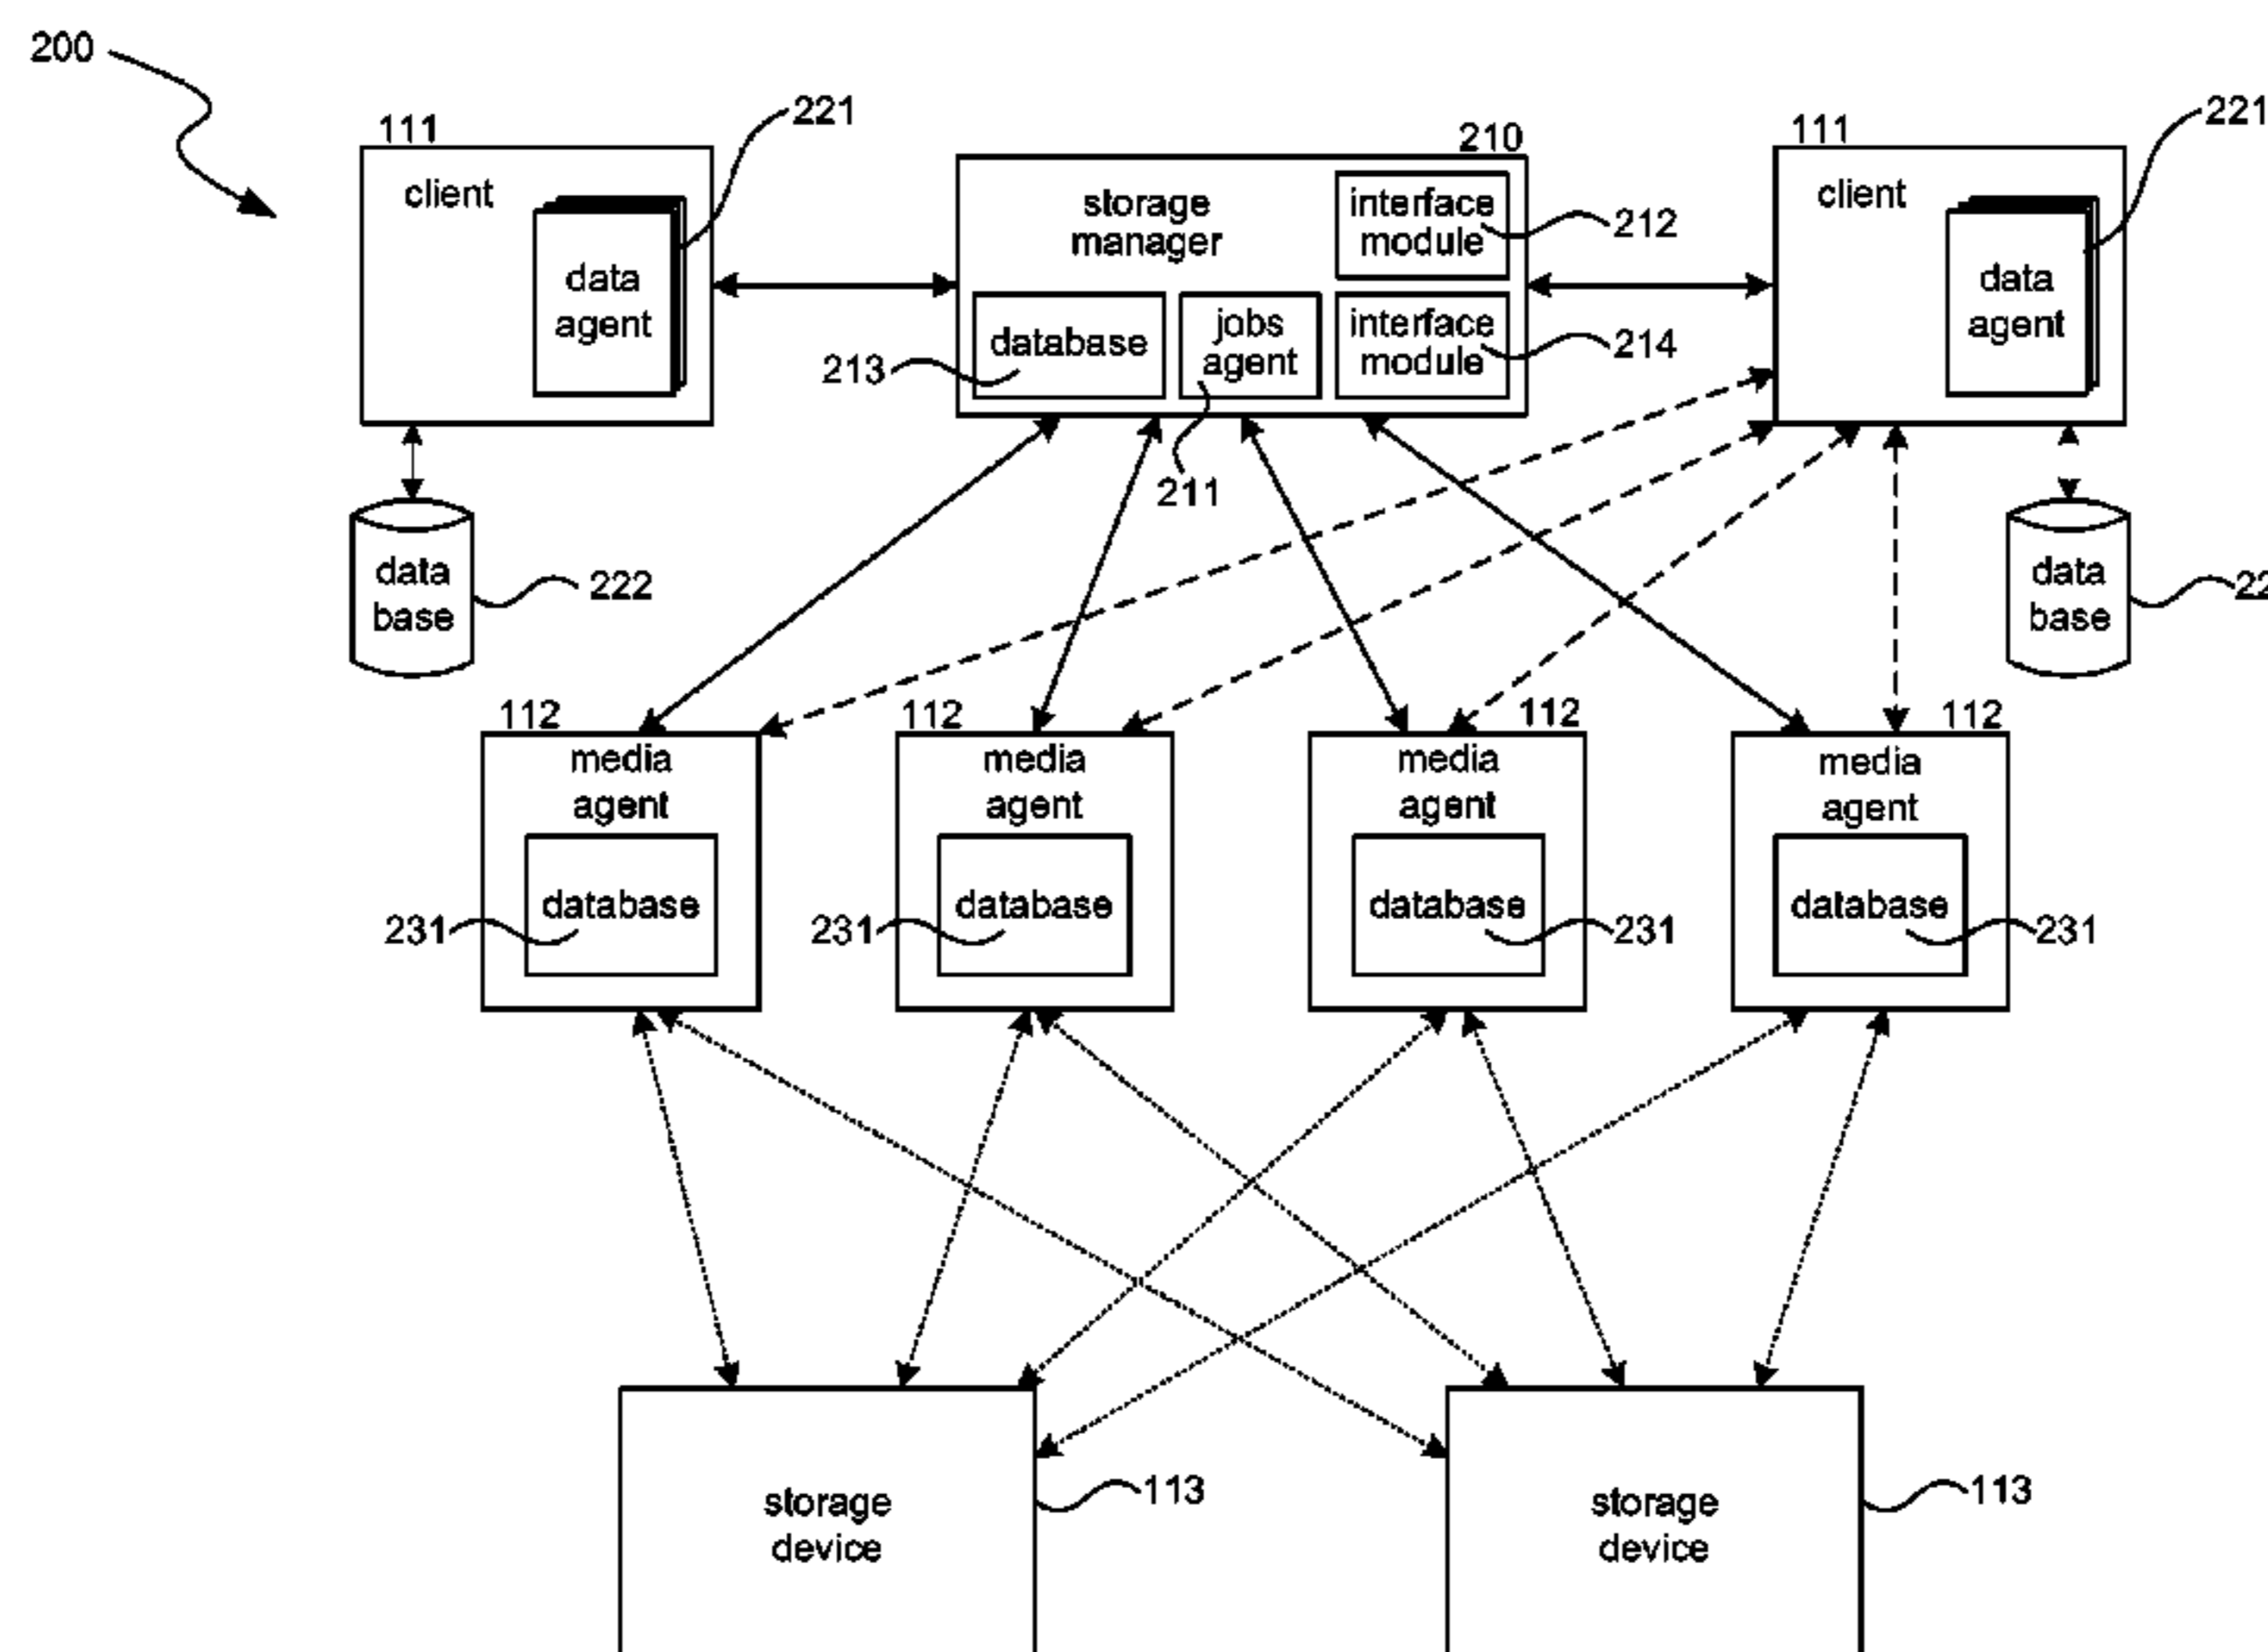 200
111
221
210
111
221
client
storage
manager
interface
module
212
client
data
agent
database
213
jobs
agent
211
interface
module
214
data
agent
data
base
222
data
base
112
112
112
112
media
agent
media
agent
media
agent
media
agent
database
231
database
231
database
231
database
231
storage
device
113
storage
device
113